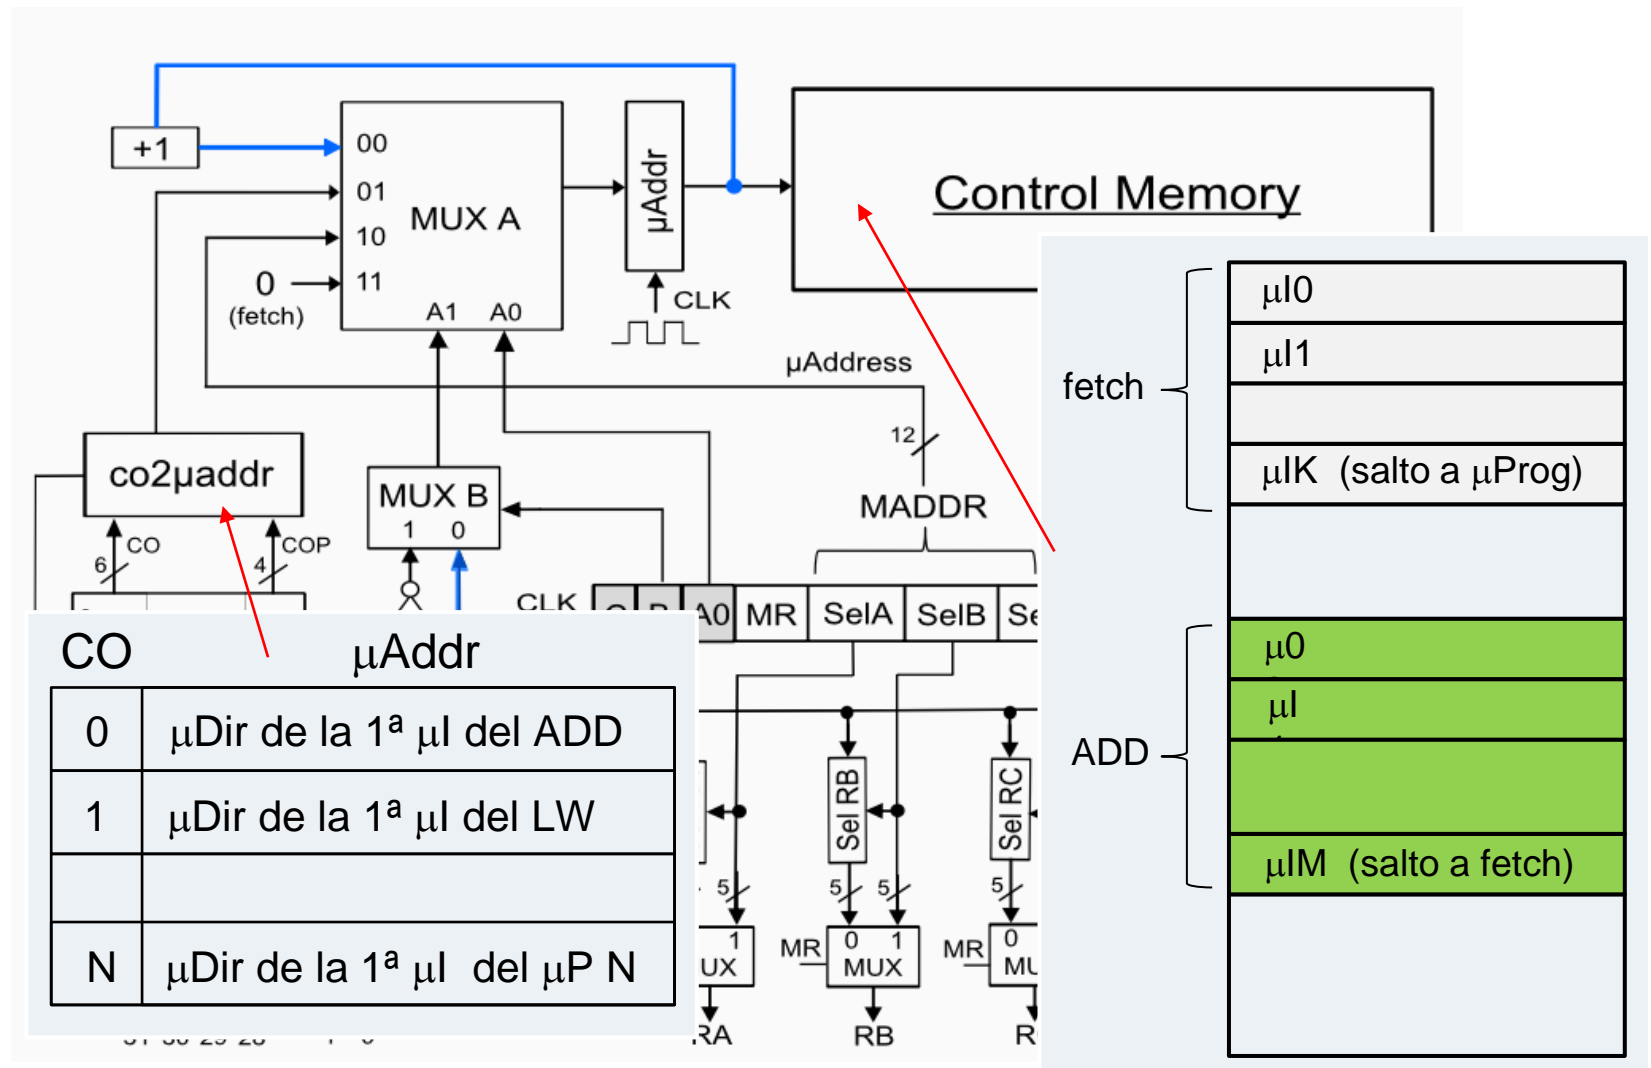 +1
00
01
10
11
MUX A
A1 A0
0
(fetch)
µAddr
CLK
Control Memory
µAddress
12
MADDR
co2µaddr
CO
6
COP
4
MUX B
1 0
CLK
A0 MR SelA SelB
fetch
µI0
µI1
µIK (salto a µProg)
ADD
µ0
µI
µIM (salto a fetch)
CO µAddr
0 µDir de la 1ª µI del ADD
1 µDir de la 1ª µI del LW
N µDir de la 1ª µI del µP N
Sel RB
Sel RC
5
5
5
5
1
MR
0 1
MUX
MR
0
RB